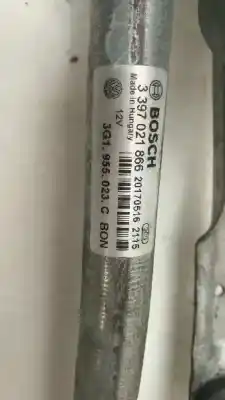 BOSCH
3 397 021 866
Made in Hungary
20170516 2115
12V
3G1.955.023.C BON